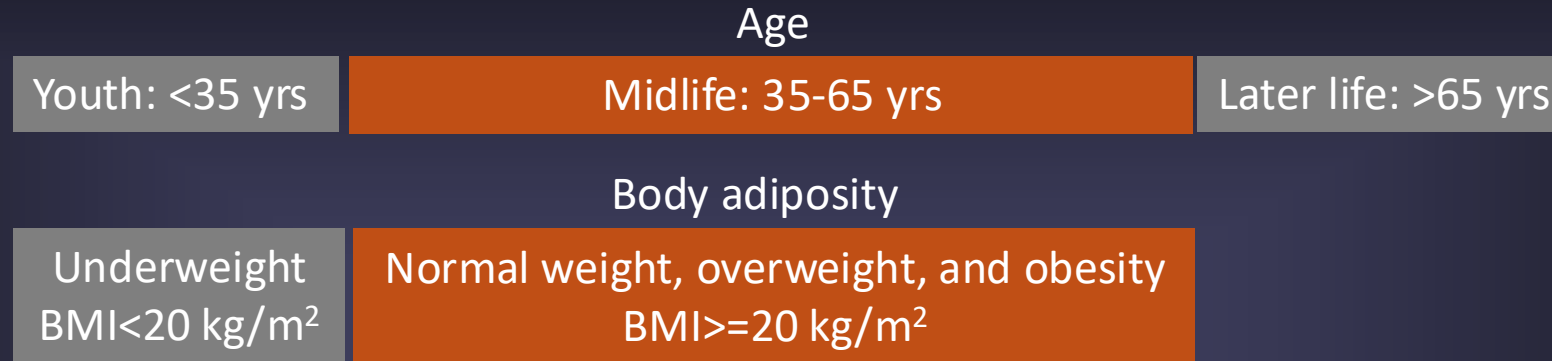 Age
Youth: <35 yrs
Midlife: 35-65 yrs
Later life: >65 yrs
Body adiposity
Underweight
BMI<20 kg/m²
Normal weight, overweight, and obesity
BMI>=20 kg/m²